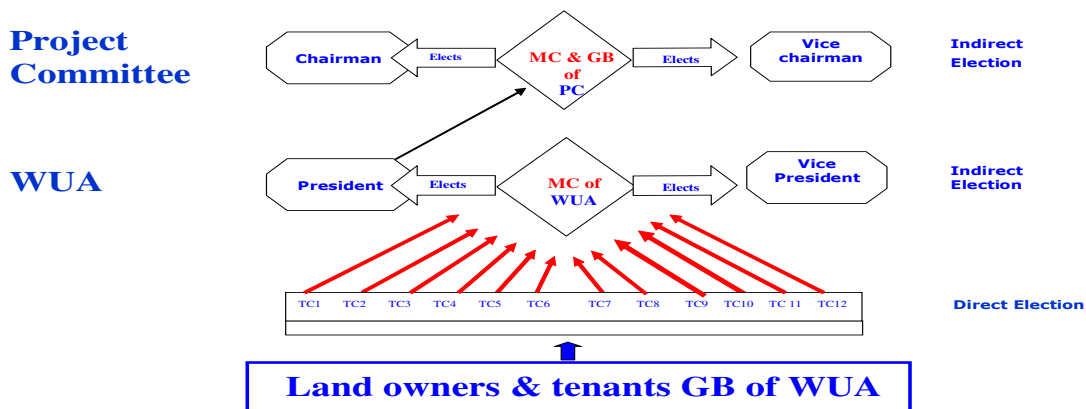 Project
Committee
Chairman
Elects
MC & GB
of
PC
Elects
Vice
chairman
Indirect
Election
WUA
President
Elects
MC of
WUA
Elects
Vice
President
Indirect
Election
TC1 TC2 TC3 TC4 TC5 TC6 TC7 TC8 TC9 TC10 TC 11 TC12
Direct Election
Land owners & tenants GB of WUA